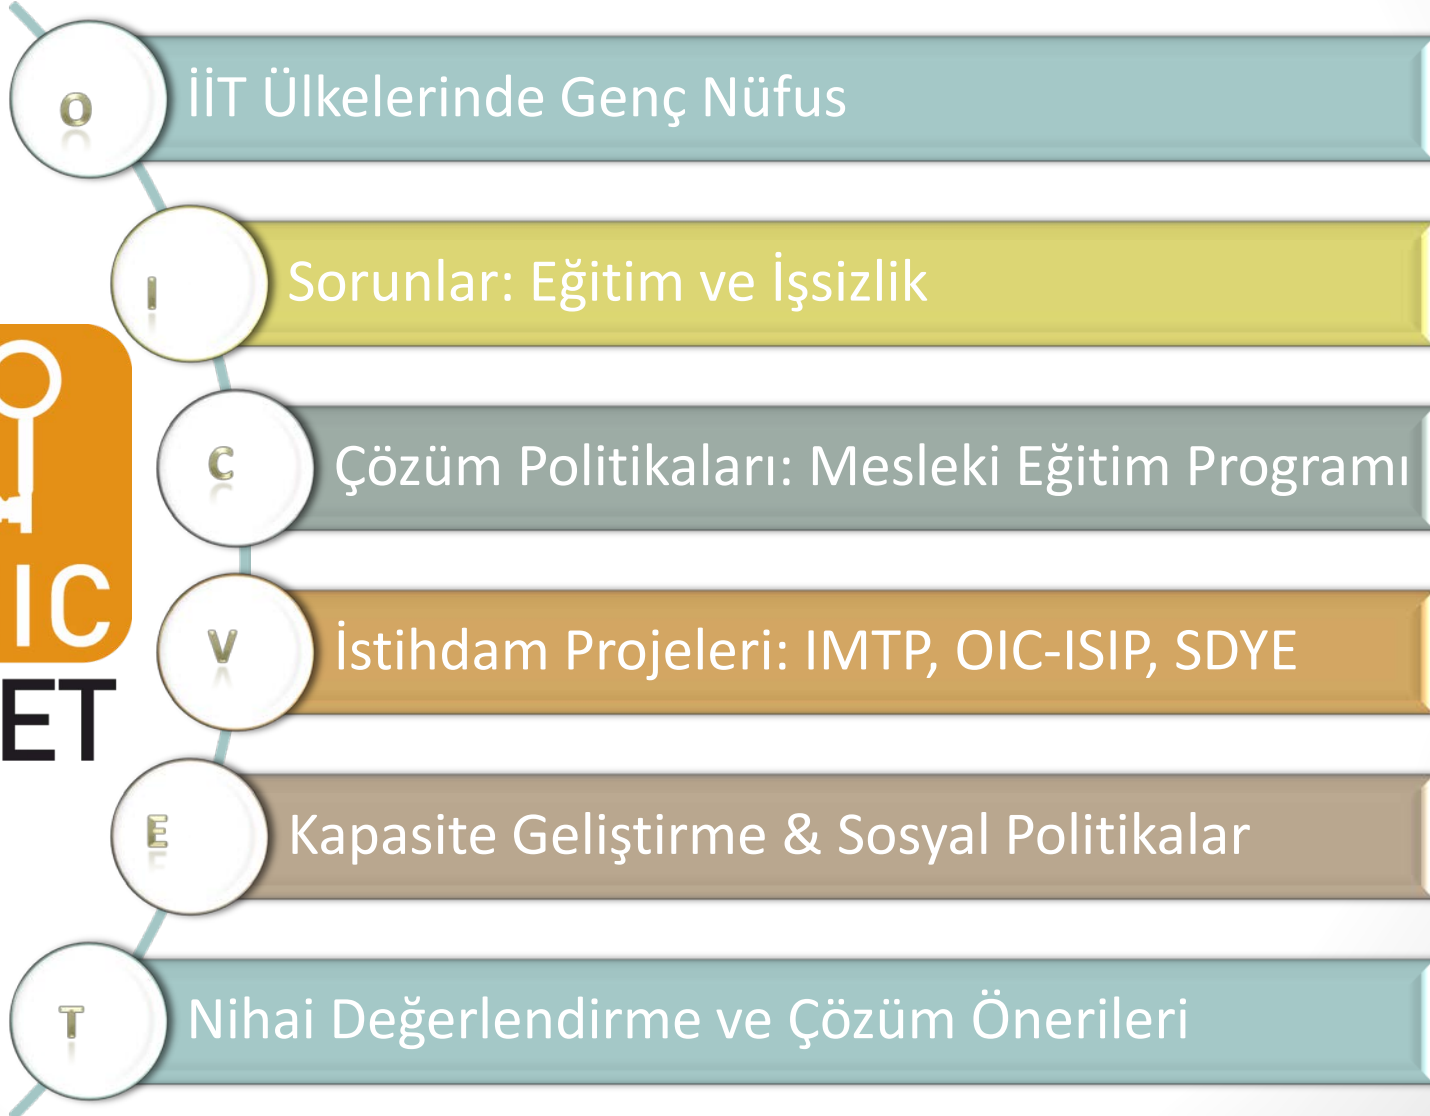 O
İİT Ülkelerinde Genç Nüfus
I
Sorunlar: Eğitim ve İşsizlik
C
Çözüm Politikaları: Mesleki Eğitim Programı
V
İstihdam Projeleri: IMTP, OIC-ISIP, SDYE
E
Kapasite Geliştirme & Sosyal Politikalar
T
Nihai Değerlendirme ve Çözüm Önerileri
IC
ET